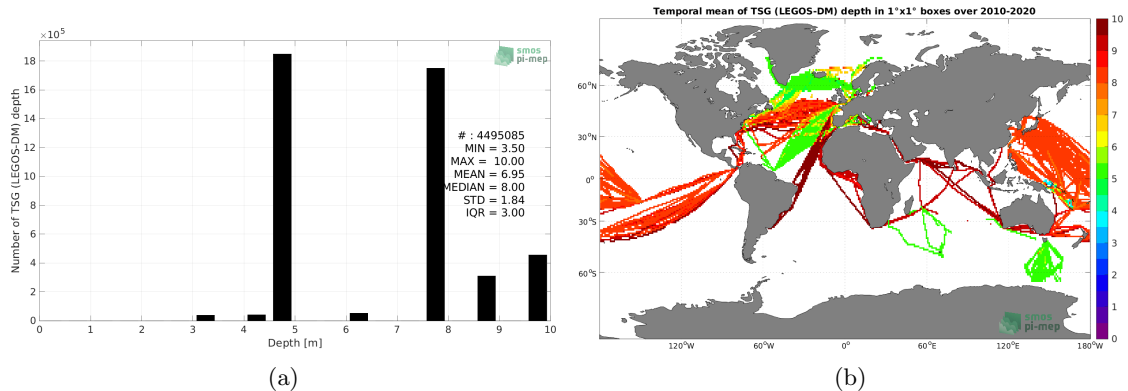 ×10⁵
18
16
14
12
10
8
6
4
2
0
Number of TSG (LEGOS-DM) depth
0 1 2 3 4 5 6 7 8 9 10
Depth [m]
smos
pi-mep
# : 4495085
MIN = 3.50
MAX = 10.00
MEAN = 6.95
MEDIAN = 8.00
STD = 1.84
IQR = 3.00
(a)
Temporal mean of TSG (LEGOS-DM) depth in 1°x1° boxes over 2010-2020
60°N
30°N
0°
30°S
60°S
120°W 60°W 0° 60°E 120°E 180°W
smos
pi-mep
10
9
8
7
6
5
4
3
2
1
0
(b)